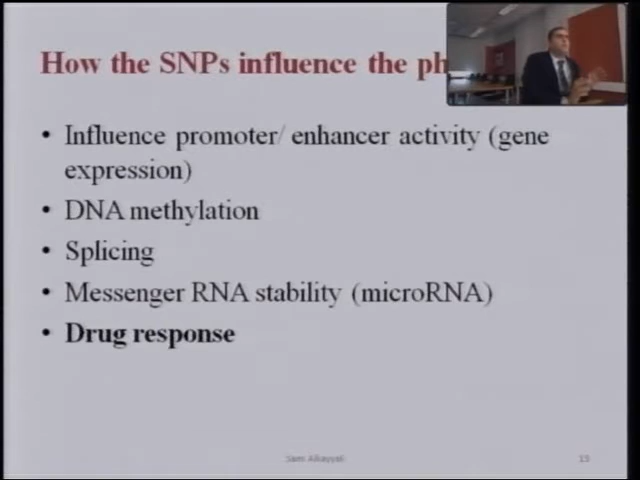 How the SNPs influence the ph
• Influence promoter/ enhancer activity (gene
expression)
• DNA methylation
• Splicing
• Messenger RNA stability (microRNA)
• Drug response
Sam Alkayyali
15